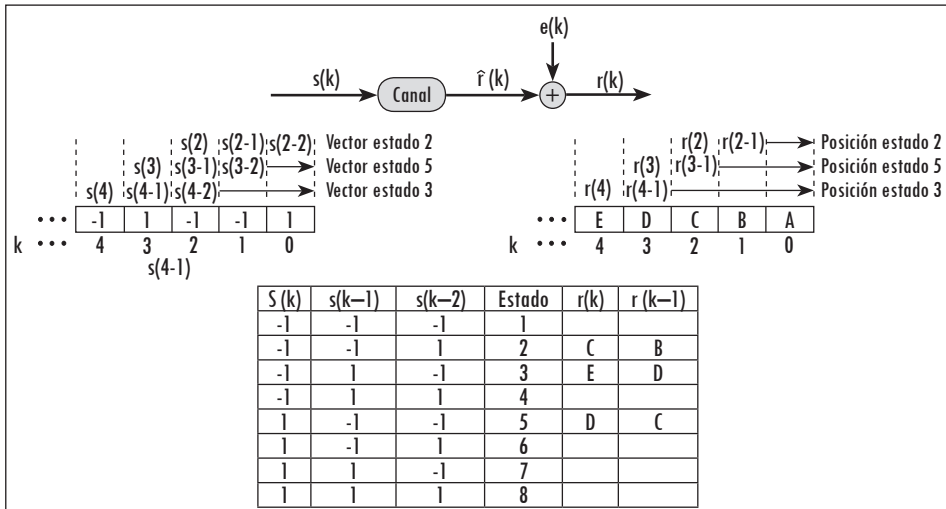 e(k)
s(k) Canal r̂ (k) + r(k)
s(2) s(2-1) s(2-2) Vector estado 2
s(3) s(3-1) s(3-2) Vector estado 5
s(4) s(4-1) s(4-2) Vector estado 3
••• -1 1 -1 -1 1
k ••• 4 3 2 1 0
s(4-1)
r(2) r(2-1) Posición estado 2
r(3) r(3-1) Posición estado 5
r(4) r(4-1) Posición estado 3
••• E D C B A
k ••• 4 3 2 1 0
S (k) s(k–1) s(k–2) Estado r(k) r (k–1)
-1 -1 -1 1
-1 -1 1 2 C B
-1 1 -1 3 E D
-1 1 1 4
1 -1 -1 5 D C
1 -1 1 6
1 1 -1 7
1 1 1 8